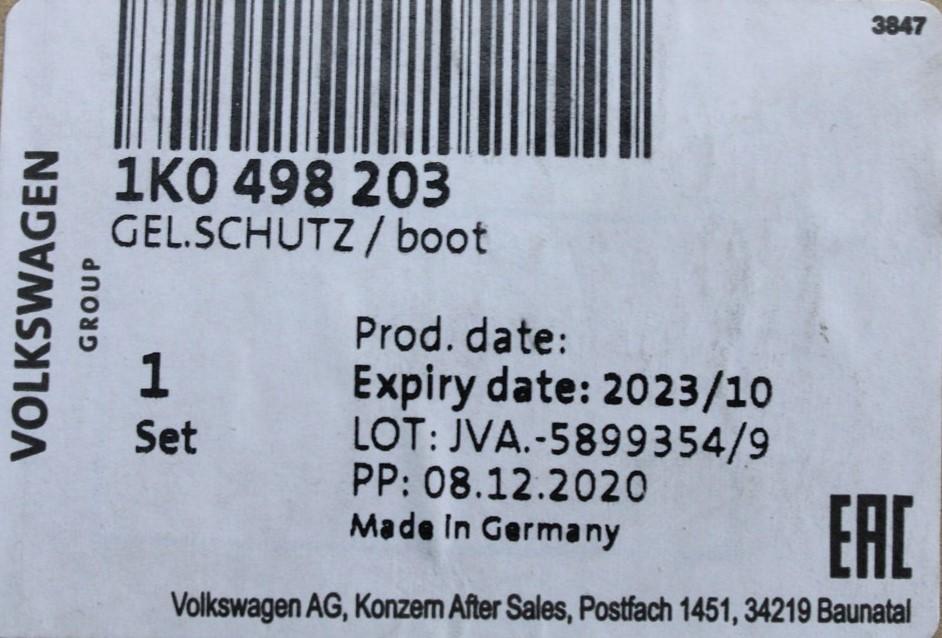 3847
1K0 498 203
GEL.SCHUTZ / boot
VOLKSWAGEN
GROUP
1
Set
Prod. date:
Expiry date: 2023/10
LOT: JVA.-5899354/9
PP: 08.12.2020
Made in Germany
EAC
Volkswagen AG, Konzern After Sales, Postfach 1451, 34219 Baunatal